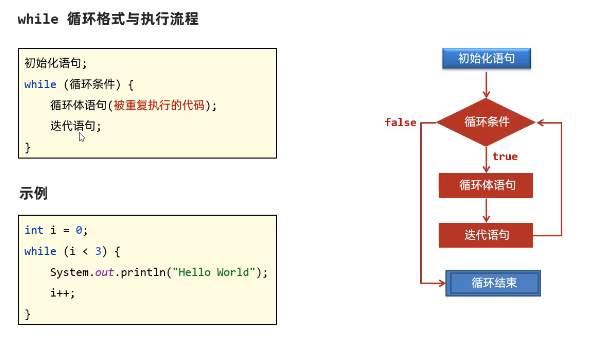 while 循环格式与执行流程
初始化语句;
while (循环条件) {
循环体语句(被重复执行的代码);
迭代语句;
}
示例
int i = 0;
while (i < 3) {
System.out.println("Hello World");
i++;
}
初始化语句
循环条件
false
true
循环体语句
迭代语句
循环结束